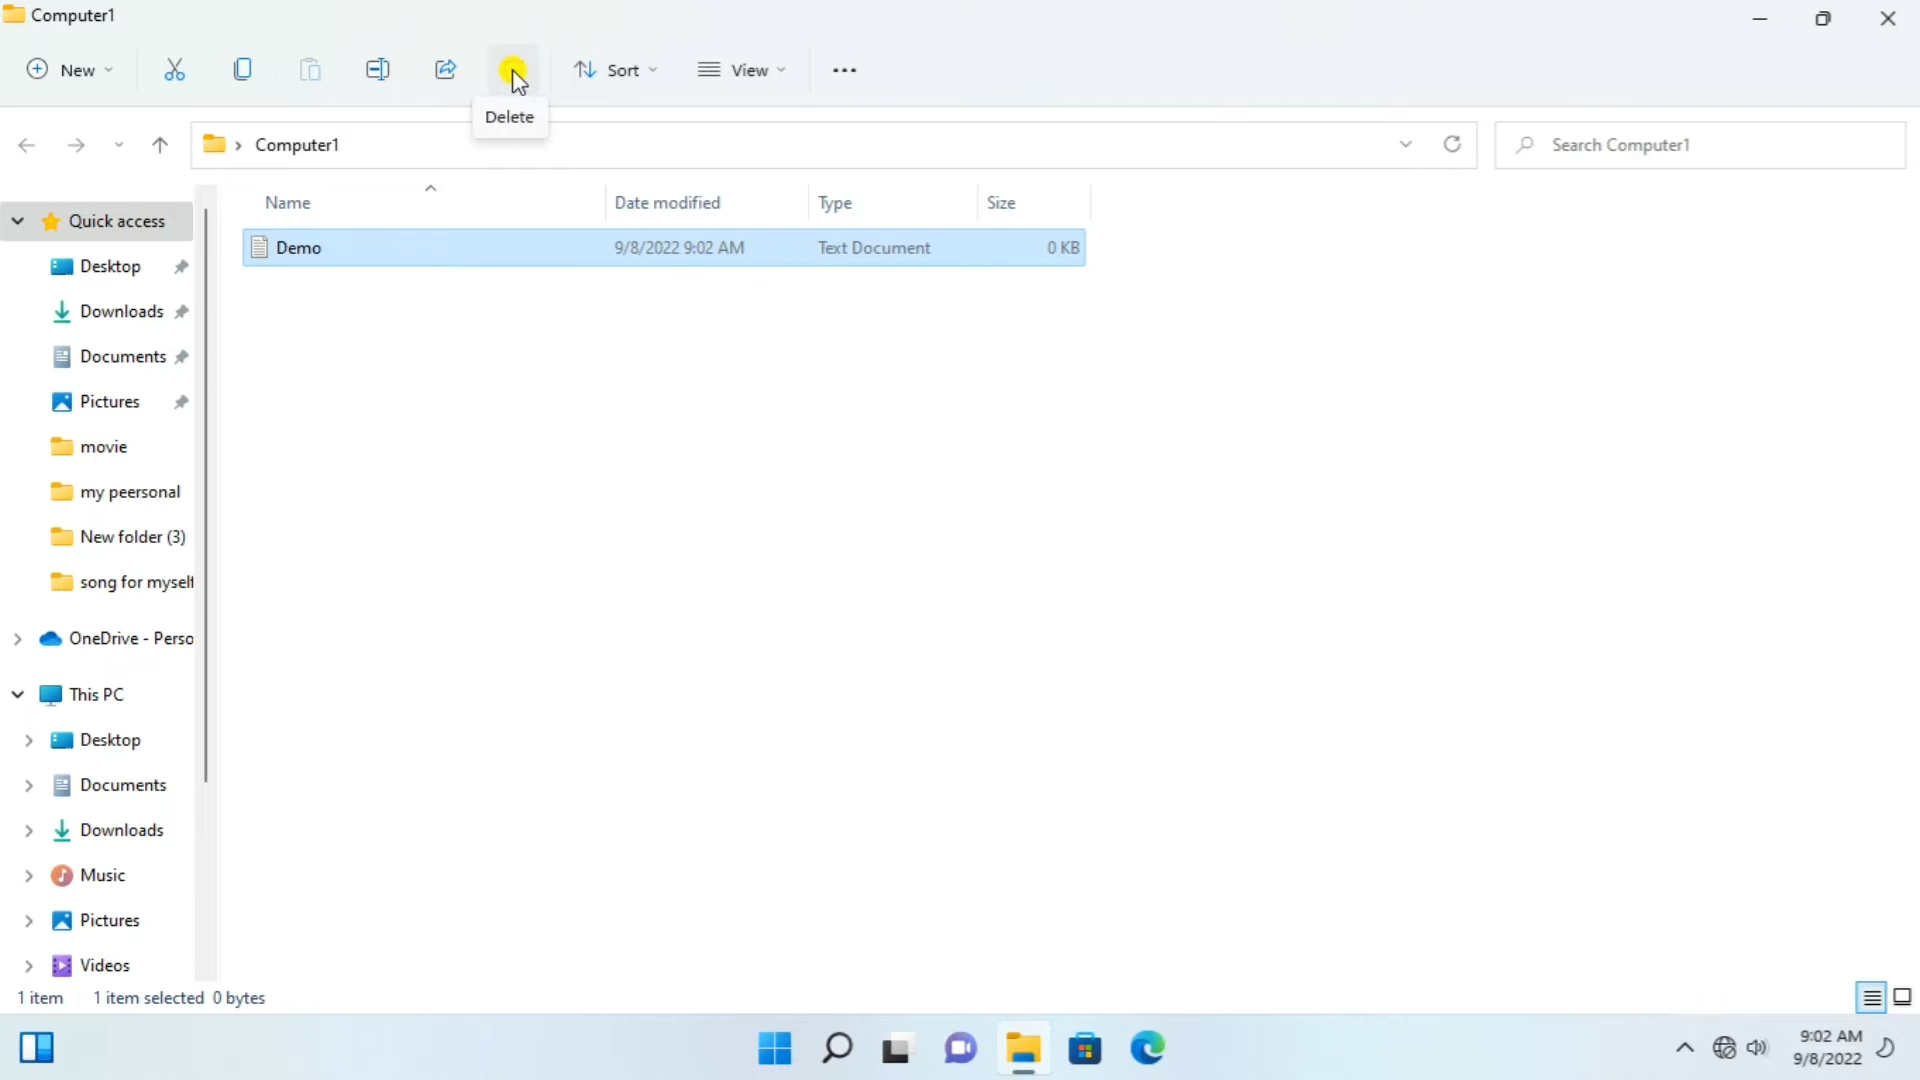 Computer1
New
Sort
View
Delete
Computer1
Search Computer1
Name Date modified Type Size
Demo 9/8/2022 9:02 AM Text Document 0 KB
Quick access
Desktop
Downloads
Documents
Pictures
movie
my peersonal
New folder (3)
song for myself
OneDrive - Perso
This PC
Desktop
Documents
Downloads
Music
Pictures
Videos
1 item 1 item selected 0 bytes
9:02 AM
9/8/2022